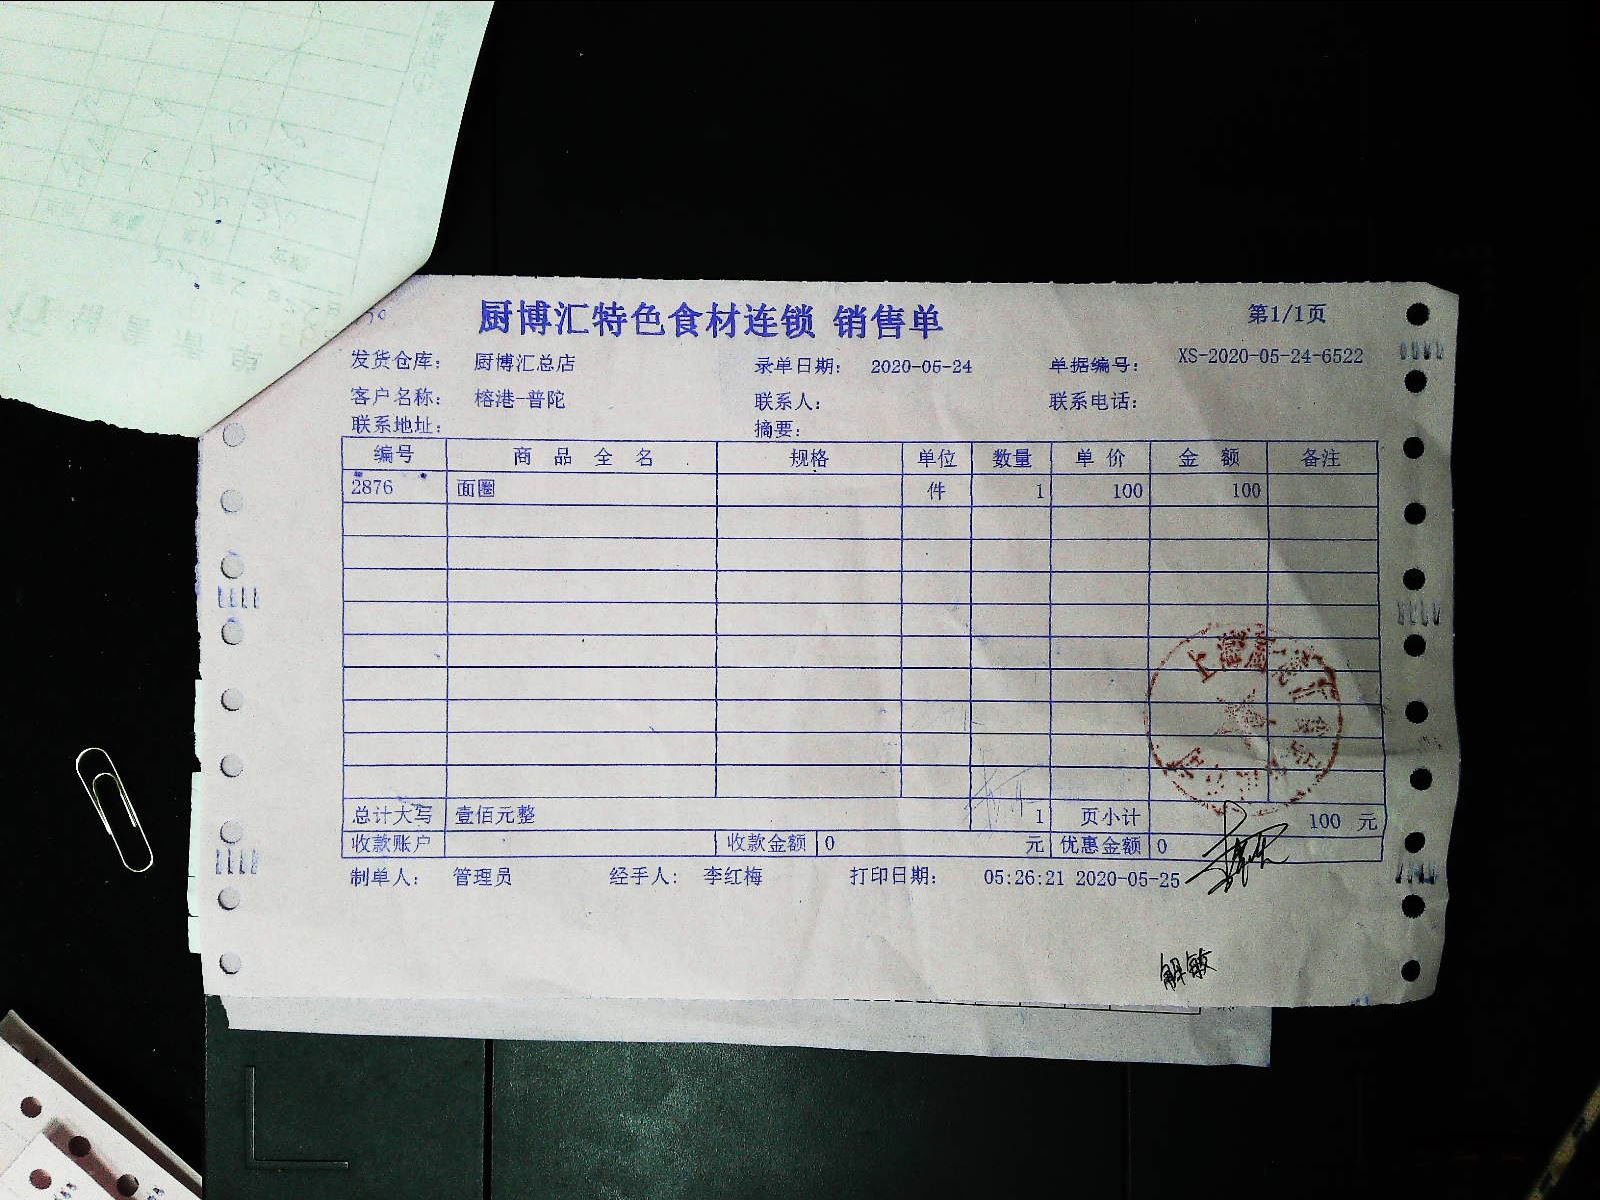 厨博汇特色食材连锁 销售单 第1/1页
发货仓库： 厨博汇总店 录单日期： 2020-05-24 单据编号： XS-2020-05-24-6522
客户名称： 榕港-普陀 联系人： 联系电话：
联系地址： 摘要：
编号 商品全名 规格 单位 数量 单价 金额 备注
2876 面圈 件 1 100 100
总计大写 壹佰元整 1 页小计 100 元
收款账户 收款金额 0 元 优惠金额 0
制单人： 管理员 经手人： 李红梅 打印日期： 05:26:21 2020-05-25
解敏